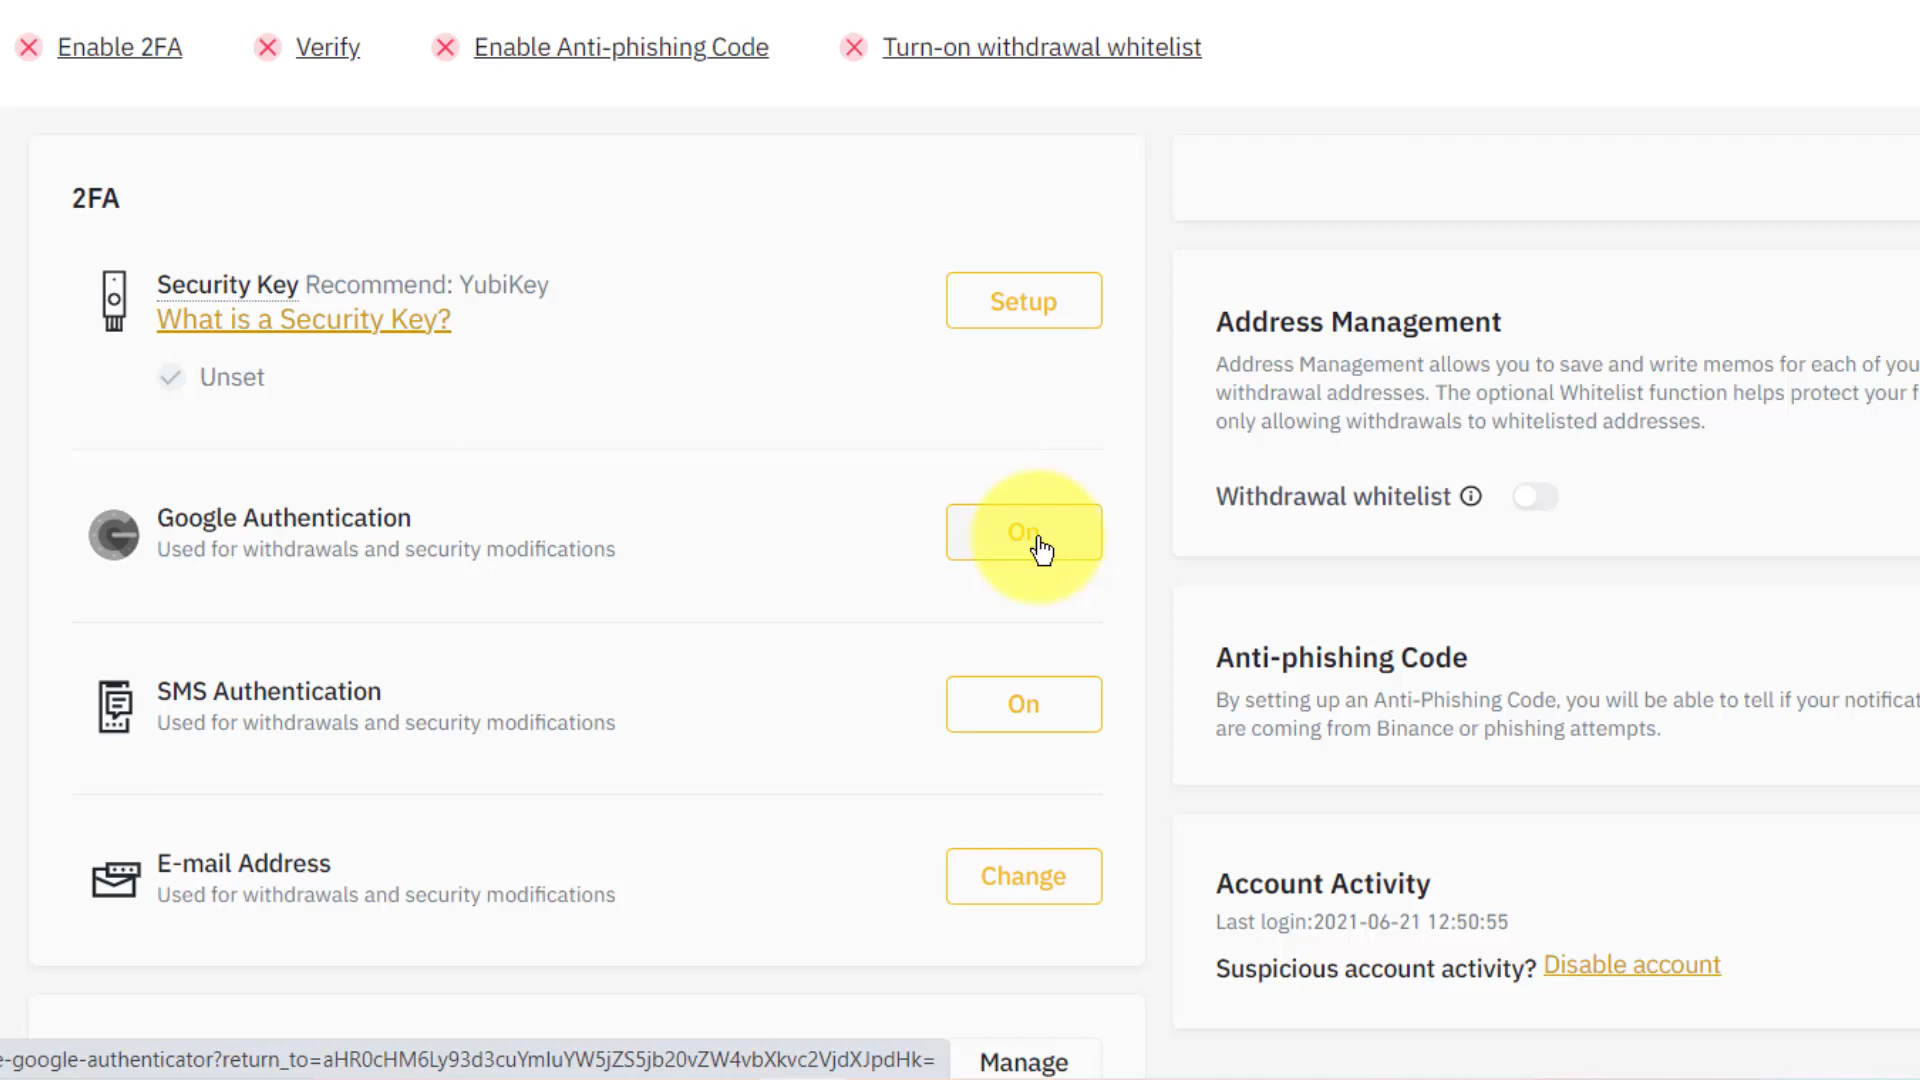 Enable 2FA Verify Enable Anti-phishing Code Turn-on withdrawal whitelist
2FA
Security Key Recommend: YubiKey
What is a Security Key?
Setup
Unset
Google Authentication
Used for withdrawals and security modifications
On
SMS Authentication
Used for withdrawals and security modifications
On
E-mail Address
Used for withdrawals and security modifications
Change
Manage
Address Management
Address Management allows you to save and write memos for each of you
withdrawal addresses. The optional Whitelist function helps protect your f
only allowing withdrawals to whitelisted addresses.
Withdrawal whitelist
Anti-phishing Code
By setting up an Anti-Phishing Code, you will be able to tell if your notificat
are coming from Binance or phishing attempts.
Account Activity
Last login:2021-06-21 12:50:55
Suspicious account activity? Disable account
e-google-authenticator?return_to=aHR0cHM6Ly93d3cuYmluYW5jZS5jb20vZW4vbXkvc2VjdXJpdHk=